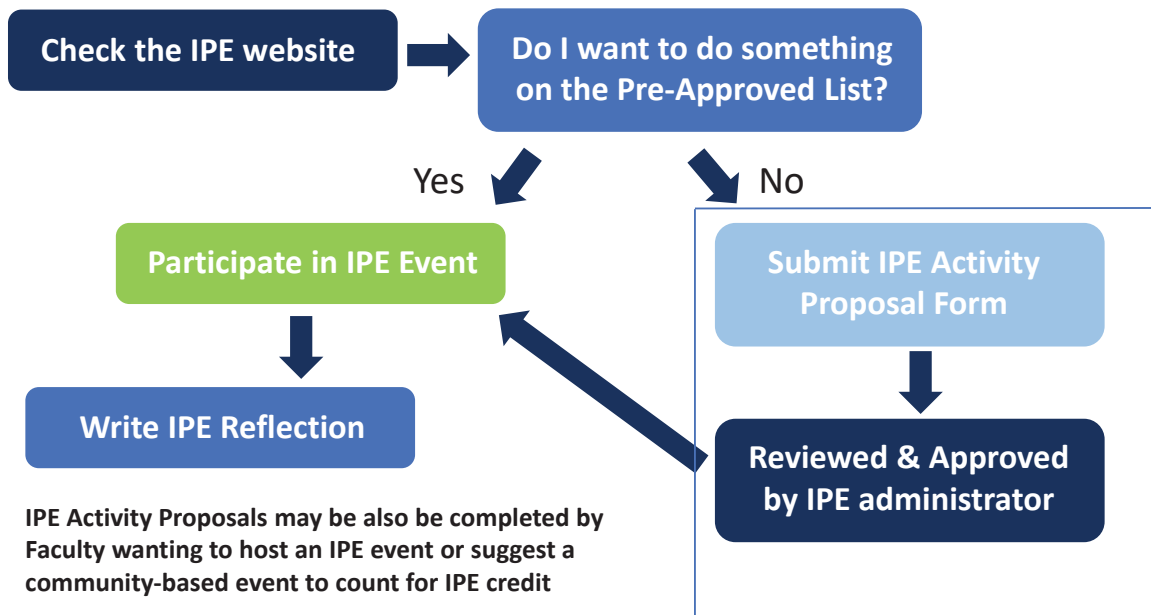 Check the IPE website
Do I want to do something
on the Pre-Approved List?
Yes
No
Participate in IPE Event
Submit IPE Activity
Proposal Form
Write IPE Reflection
Reviewed & Approved
by IPE administrator
IPE Activity Proposals may be also be completed by
Faculty wanting to host an IPE event or suggest a
community-based event to count for IPE credit